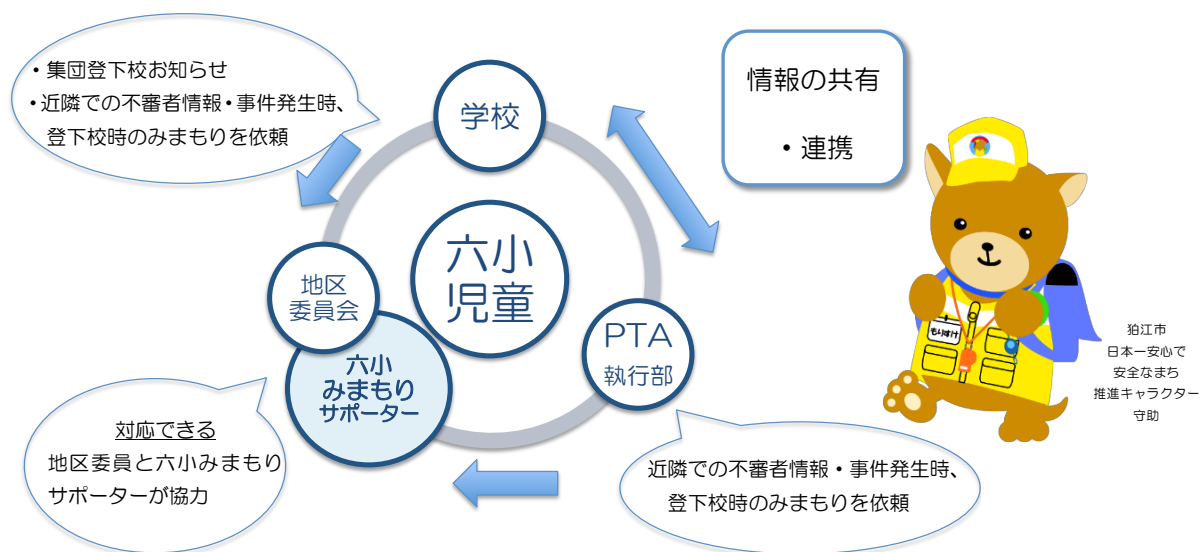 ・集団登下校お知らせ
・近隣での不審者情報・事件発生時、
登下校時のみまもりを依頼
学校
情報の共有
・連携
六小
児童
地区
委員会
PTA
執行部
六小
みまもり
サポーター
対応できる
地区委員と六小みまもり
サポーターが協力
近隣での不審者情報・事件発生時、
登下校時のみまもりを依頼
もりすけ
狛江市
日本一安心で
安全なまち
推進キャラクター
守助